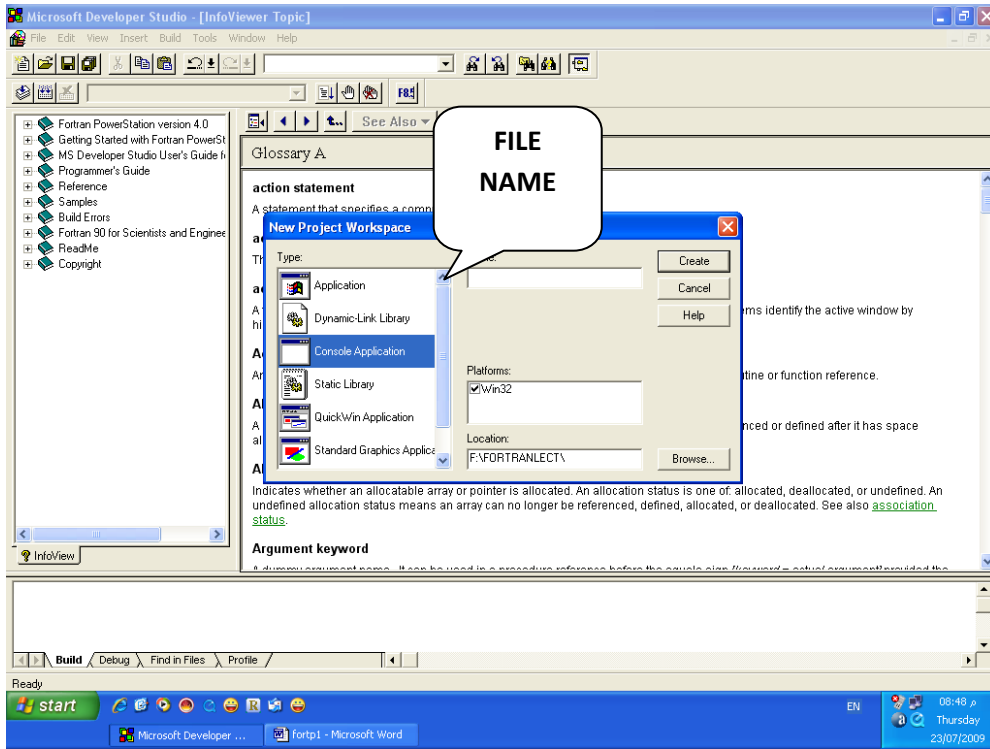 Microsoft Developer Studio - [InfoViewer Topic]
File Edit View Insert Build Tools Window Help
F8
See Also
FILE
NAME
Fortran PowerStation version 4.0
Getting Started with Fortran PowerSt
MS Developer Studio User's Guide f
Programmer's Guide
Reference
Samples
Build Errors
Fortran 90 for Scientists and Enginee
ReadMe
Copyright
InfoView
Glossary A
action statement
A statement that specifies a comp
New Project Workspace
Type:
Application
Dynamic-Link Library
Console Application
Static Library
QuickWin Application
Standard Graphics Applica
Create
Cancel
Help
Platforms:
Win32
Location:
F:\FORTRANLECT\
Browse...
ems identify the active window by
hi
utine or function reference.
nced or defined after it has space
al
Indicates whether an allocatable array or pointer is allocated. An allocation status is one of: allocated, deallocated, or undefined. An
undefined allocation status means an array can no longer be referenced, defined, allocated, or deallocated. See also association
status.
Argument keyword
Build Debug Find in Files Profile
Ready
start
EN
08:48 م
Thursday
23/07/2009
Microsoft Developer ...
fortp1 - Microsoft Word